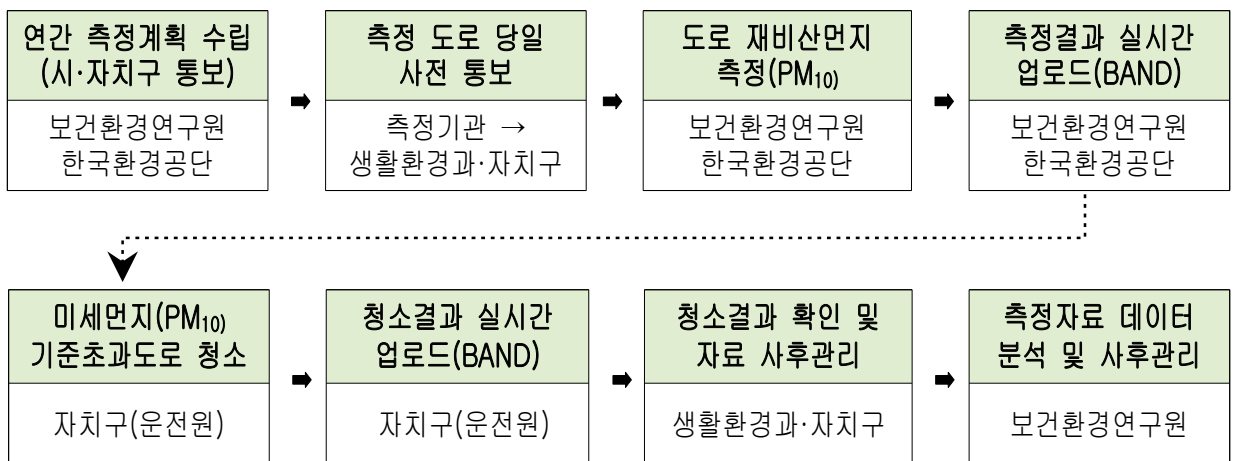 연간 측정계획 수립
(시·자치구 통보)
보건환경연구원
한국환경공단
➡
측정 도로 당일
사전 통보
측정기관 →
생활환경과·자치구
➡
도로 재비산먼지
측정(PM₁₀)
보건환경연구원
한국환경공단
➡
측정결과 실시간
업로드(BAND)
보건환경연구원
한국환경공단
미세먼지(PM₁₀)
기준초과도로 청소
자치구(운전원)
➡
청소결과 실시간
업로드(BAND)
자치구(운전원)
➡
청소결과 확인 및
자료 사후관리
생활환경과·자치구
➡
측정자료 데이터
분석 및 사후관리
보건환경연구원